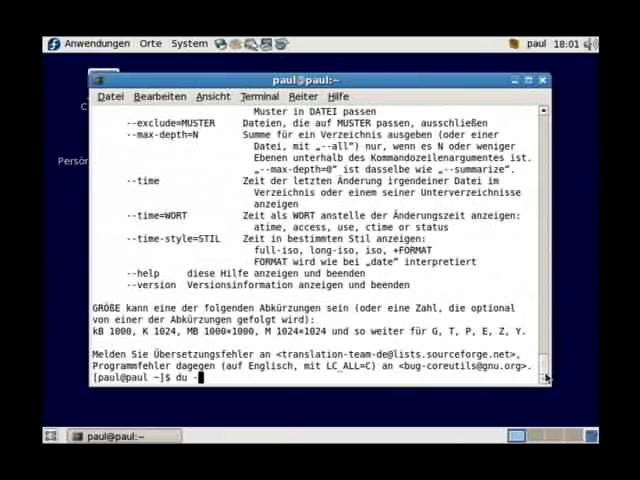 Anwendungen Orte System paul 18:01
paul@paul:~
Datei Bearbeiten Ansicht Terminal Reiter Hilfe
Muster in DATEI passen
--exclude=MUSTER Dateien, die auf MUSTER passen, ausschließen
--max-depth=N Summe für ein Verzeichnis ausgeben (oder einer
Datei, mit „--all“) nur, wenn es N oder weniger
Ebenen unterhalb des Kommandozeilenargumentes ist.
„--max-depth=0“ ist dasselbe wie „--summarize“.
--time Zeit der letzten Änderung irgendeiner Datei im
Verzeichnis oder einem seiner Unterverzeichnisse
anzeigen
--time=WORT Zeit als WORT anstelle der Änderungszeit anzeigen:
atime, access, use, ctime or status
--time-style=STIL Zeit in bestimmten Stil anzeigen:
full-iso, long-iso, iso, +FORMAT
FORMAT wird wie bei „date“ interpretiert
--help diese Hilfe anzeigen und beenden
--version Versionsinformation anzeigen und beenden
GRÖßE kann eine der folgenden Abkürzungen sein (oder eine Zahl, die optional
von einer der Abkürzungen gefolgt wird):
kB 1000, K 1024, MB 1000×1000, M 1024×1024 und so weiter für G, T, P, E, Z, Y.
Melden Sie Übersetzungsfehler an <translation-team-de@lists.sourceforge.net>,
Programmfehler dagegen (auf Englisch, mit LC_ALL=C) an <bug-coreutils@gnu.org>.
[paul@paul ~]$ du -
paul@paul:~